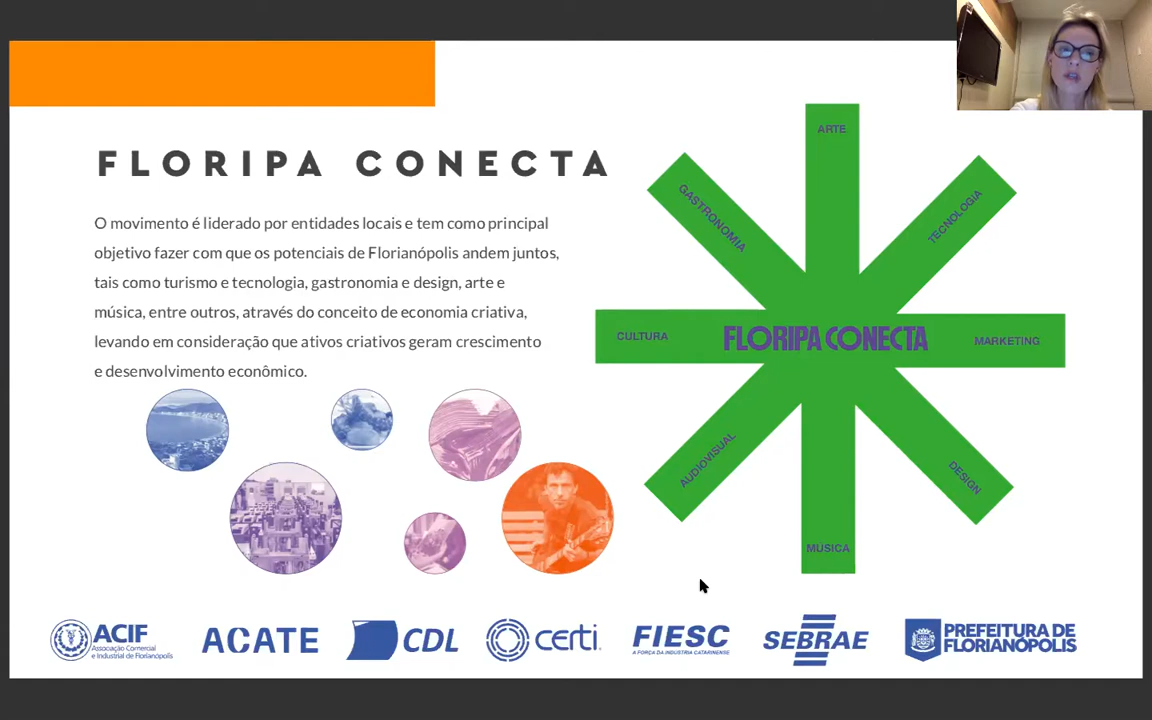 FLORIPA CONECTA
O movimento é liderado por entidades locais e tem como principal
objetivo fazer com que os potenciais de Florianópolis andem juntos,
tais como turismo e tecnologia, gastronomia e design, arte e
música, entre outros, através do conceito de economia criativa,
levando em consideração que ativos criativos geram crescimento
e desenvolvimento econômico.
ARTE
GASTRONOMIA
TECNOLOGIA
CULTURA
FLORIPA CONECTA
MARKETING
AUDIOVISUAL
DESIGN
MUSICA
ACIF
Associação Comercial
e Industrial de Florianópolis
ACATE
CDL
certi
FIESC
A FORÇA DA INDÚSTRIA CATARINENSE
SEBRAE
PREFEITURA DE
FLORIANÓPOLIS